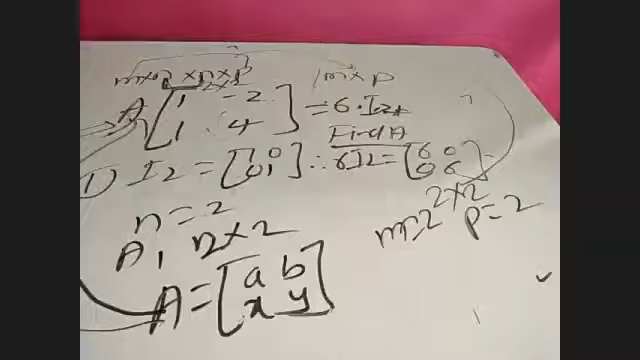 m×n × n×p m×p
2×2
A [1 -2
1 4] = 6·I2
Find A
1) I2 = [1 0
0 1] ∴ 6I2 = [6 0
0 6]
2×2
n = 2
m=2 p=2
A, 2×2
A = [a b
x y]